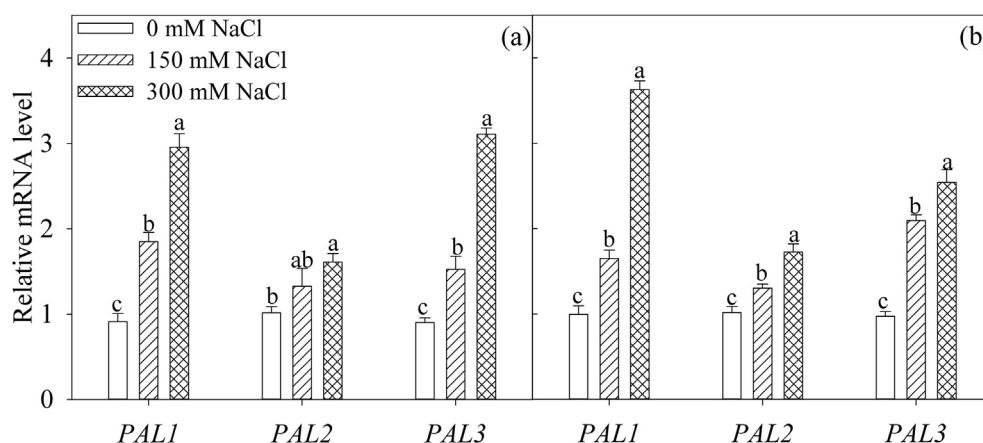 0 mM NaCl
150 mM NaCl
300 mM NaCl
(a)
(b)
Relative mRNA level
4
3
2
1
0
c
b
a
b
ab
a
c
b
a
c
b
a
c
b
a
c
b
a
PAL1
PAL2
PAL3
PAL1
PAL2
PAL3